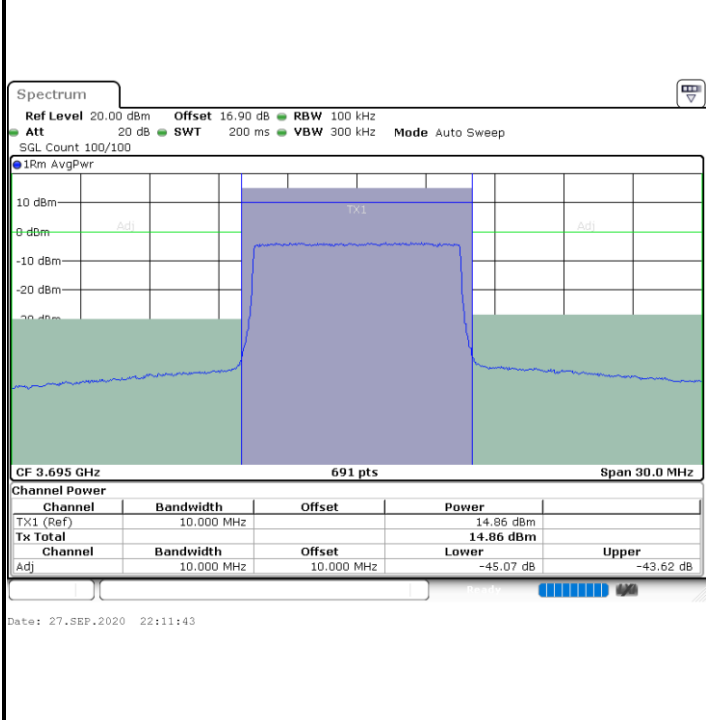 Spectrum
Ref Level 20.00 dBm Offset 16.90 dB RBW 100 kHz
Att 20 dB SWT 200 ms VBW 300 kHz Mode Auto Sweep
SGL Count 100/100
1Rm AvgPwr
10 dBm
TX1
Adj
Adj
0 dBm
-10 dBm
-20 dBm
-30 dBm
CF 3.695 GHz 691 pts Span 30.0 MHz
Channel Power
Channel Bandwidth Offset Power
TX1 (Ref) 10.000 MHz 14.86 dBm
Tx Total 14.86 dBm
Channel Bandwidth Offset Lower Upper
Adj 10.000 MHz 10.000 MHz -45.07 dB -43.62 dB
Ready
Date: 27.SEP.2020 22:11:43